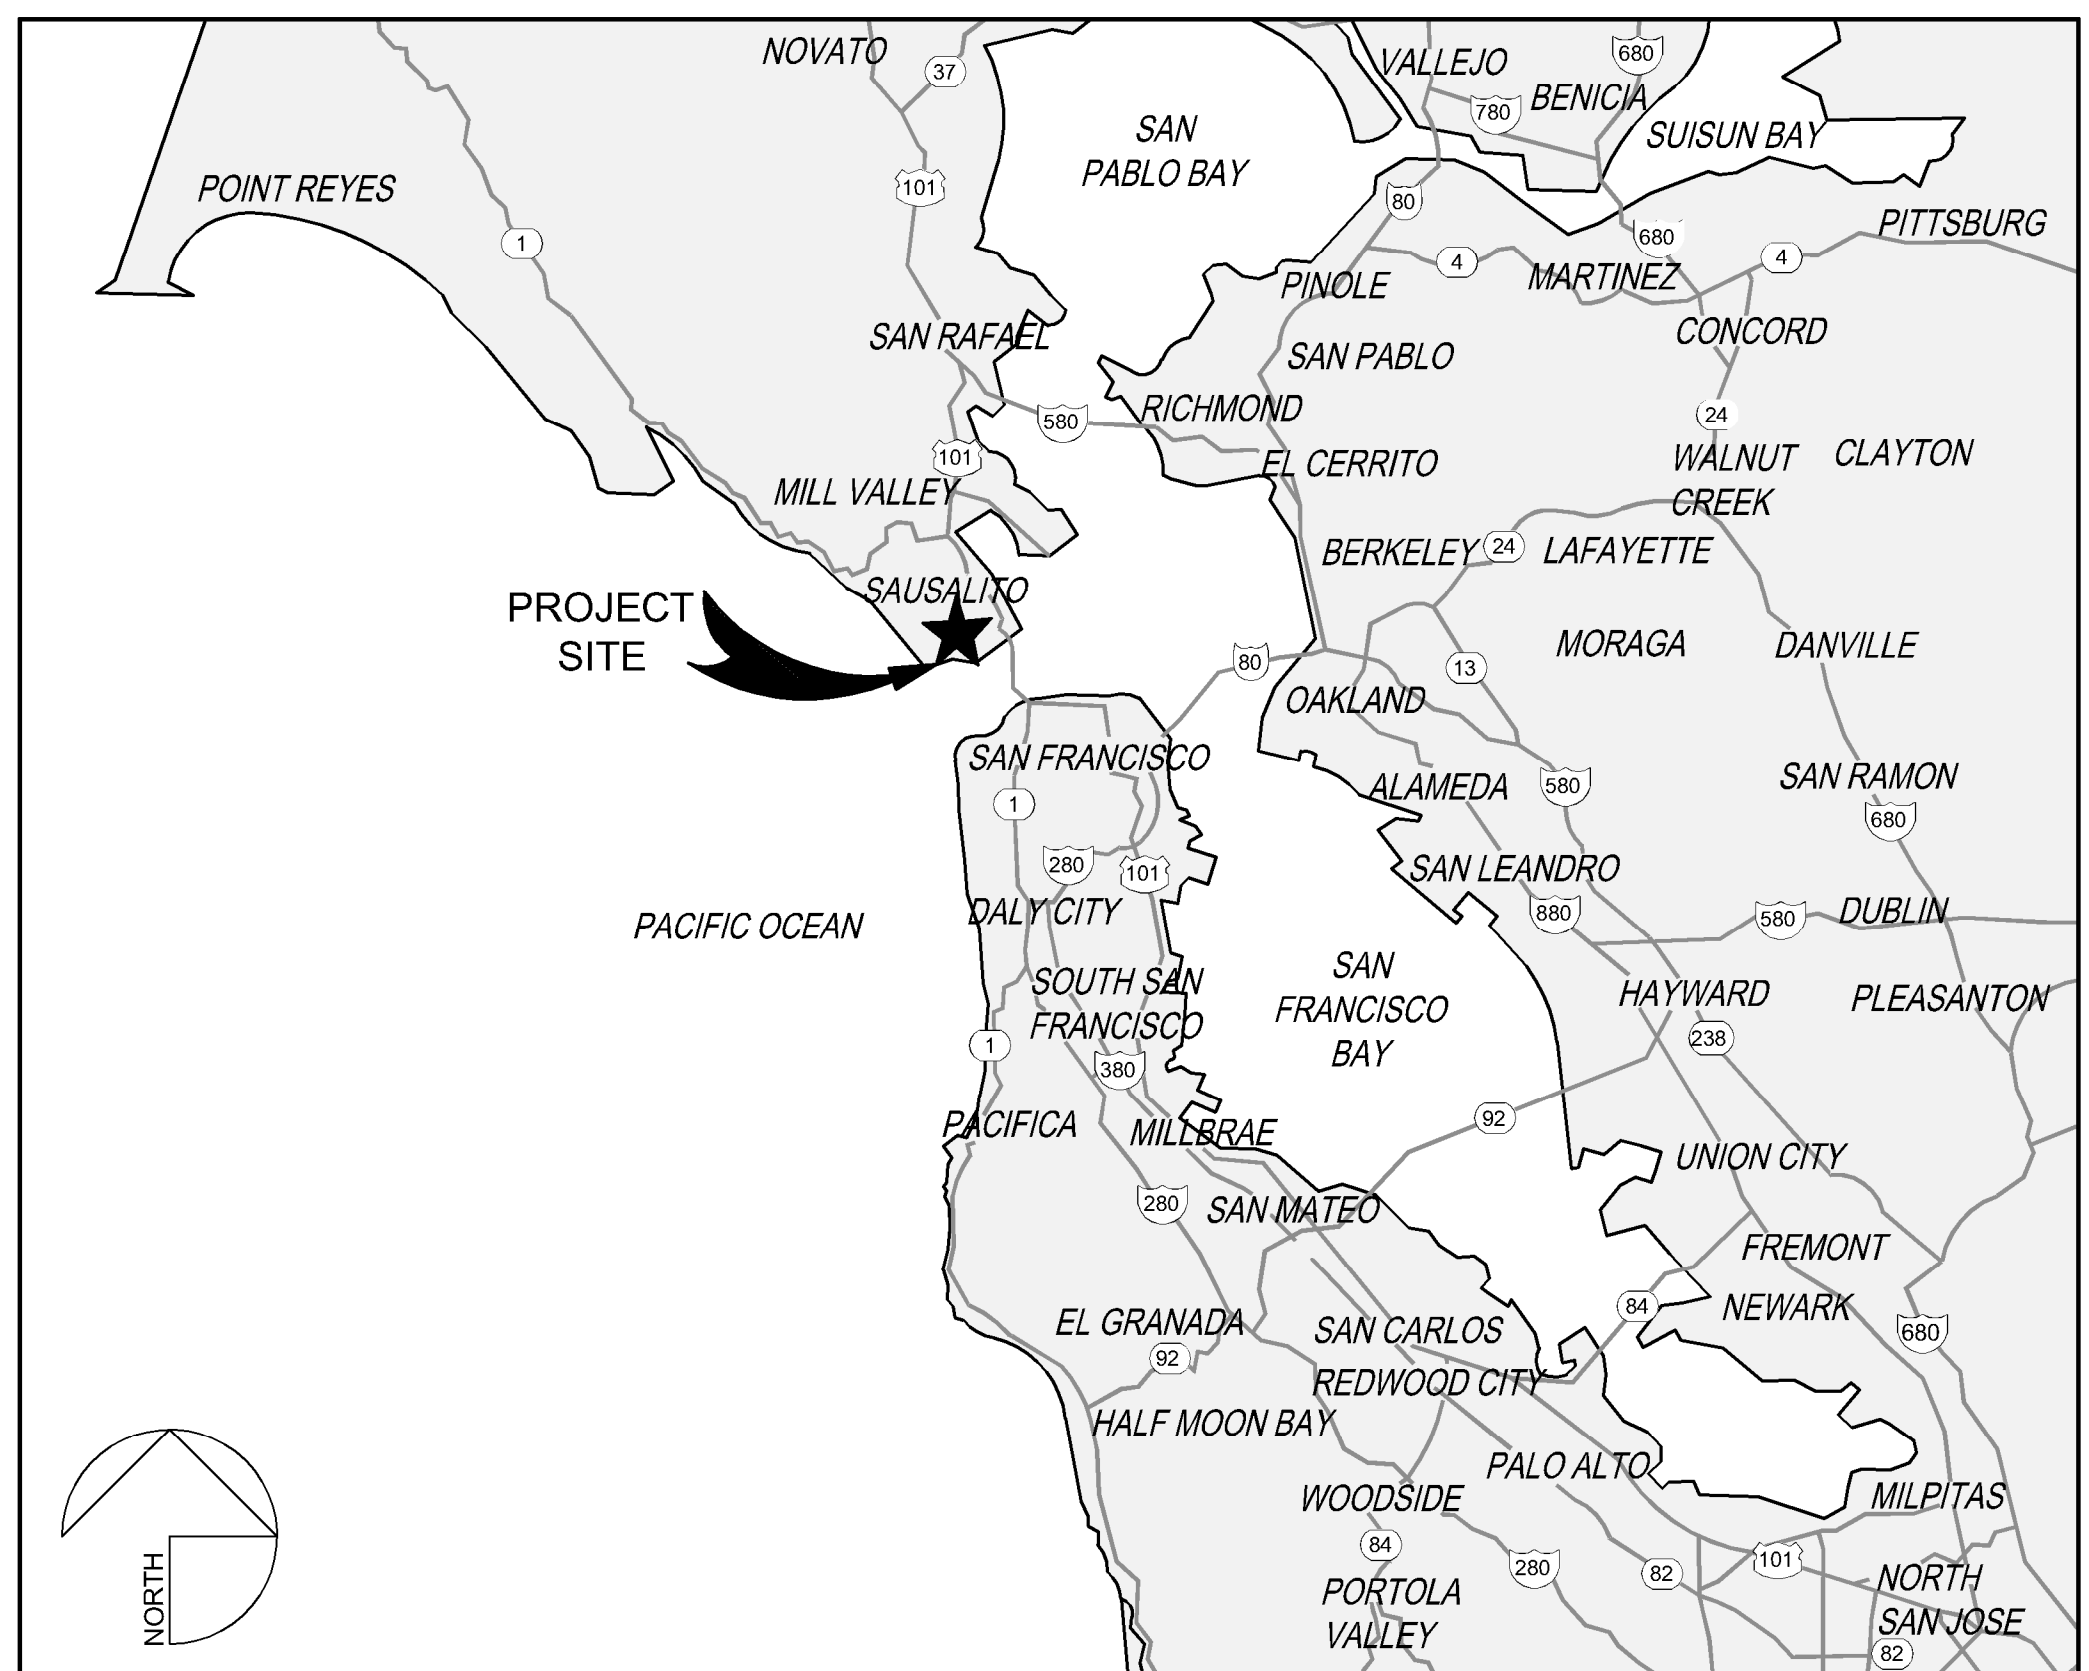 NOVATO
37
VALLEJO
680
780
BENICIA
SAN
PABLO BAY
SUISUN BAY
101
POINT REYES
80
PITTSBURG
1
680
4
4
PINOLE
MARTINEZ
SAN RAFAEL
CONCORD
SAN PABLO
580
RICHMOND
24
101
EL CERRITO
WALNUT
CREEK
CLAYTON
MILL VALLEY
BERKELEY
24
LAFAYETTE
SAUSALITO
PROJECT
SITE
80
13
MORAGA
DANVILLE
OAKLAND
SAN FRANCISCO
1
ALAMEDA
580
SAN RAMON
680
280
101
SAN LEANDRO
PACIFIC OCEAN
DALY CITY
880
580
DUBLIN
SOUTH SAN
FRANCISCO
SAN
FRANCISCO
BAY
HAYWARD
PLEASANTON
1
238
380
PACIFICA
MILLBRAE
92
UNION CITY
280
SAN MATEO
FREMONT
84
NEWARK
EL GRANADA
SAN CARLOS
680
92
REDWOOD CITY
HALF MOON BAY
PALO ALTO
WOODSIDE
MILPITAS
84
280
82
101
NORTH
SAN JOSE
PORTOLA
VALLEY
82
NORTH